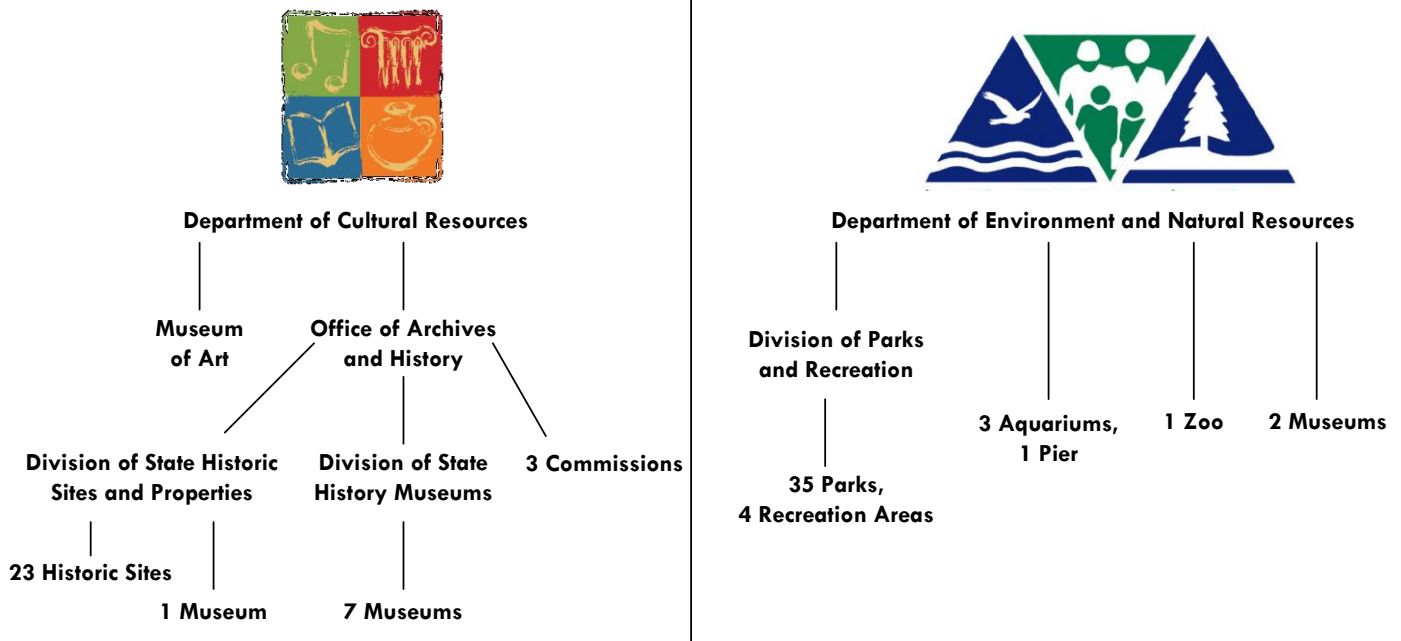 Department of Cultural Resources
Museum
of Art
Office of Archives
and History
Division of State Historic
Sites and Properties
Division of State
History Museums
3 Commissions
23 Historic Sites
1 Museum
7 Museums
Department of Environment and Natural Resources
Division of Parks
and Recreation
3 Aquariums,
1 Pier
1 Zoo
2 Museums
35 Parks,
4 Recreation Areas